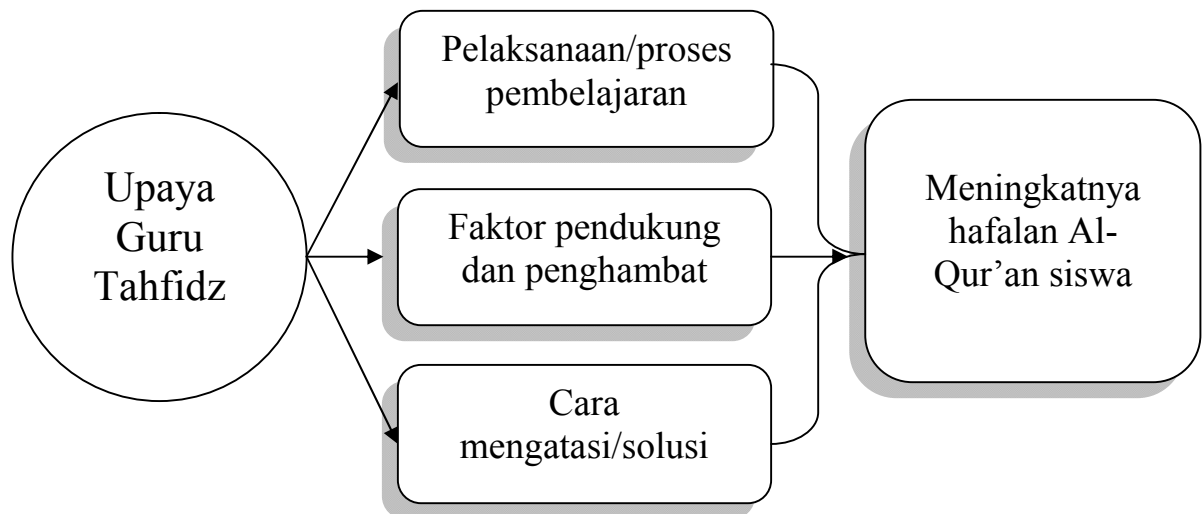 Upaya
Guru
Tahfidz
Pelaksanaan/proses
pembelajaran
Faktor pendukung
dan penghambat
Cara
mengatasi/solusi
Meningkatnya
hafalan Al-
Qur’an siswa